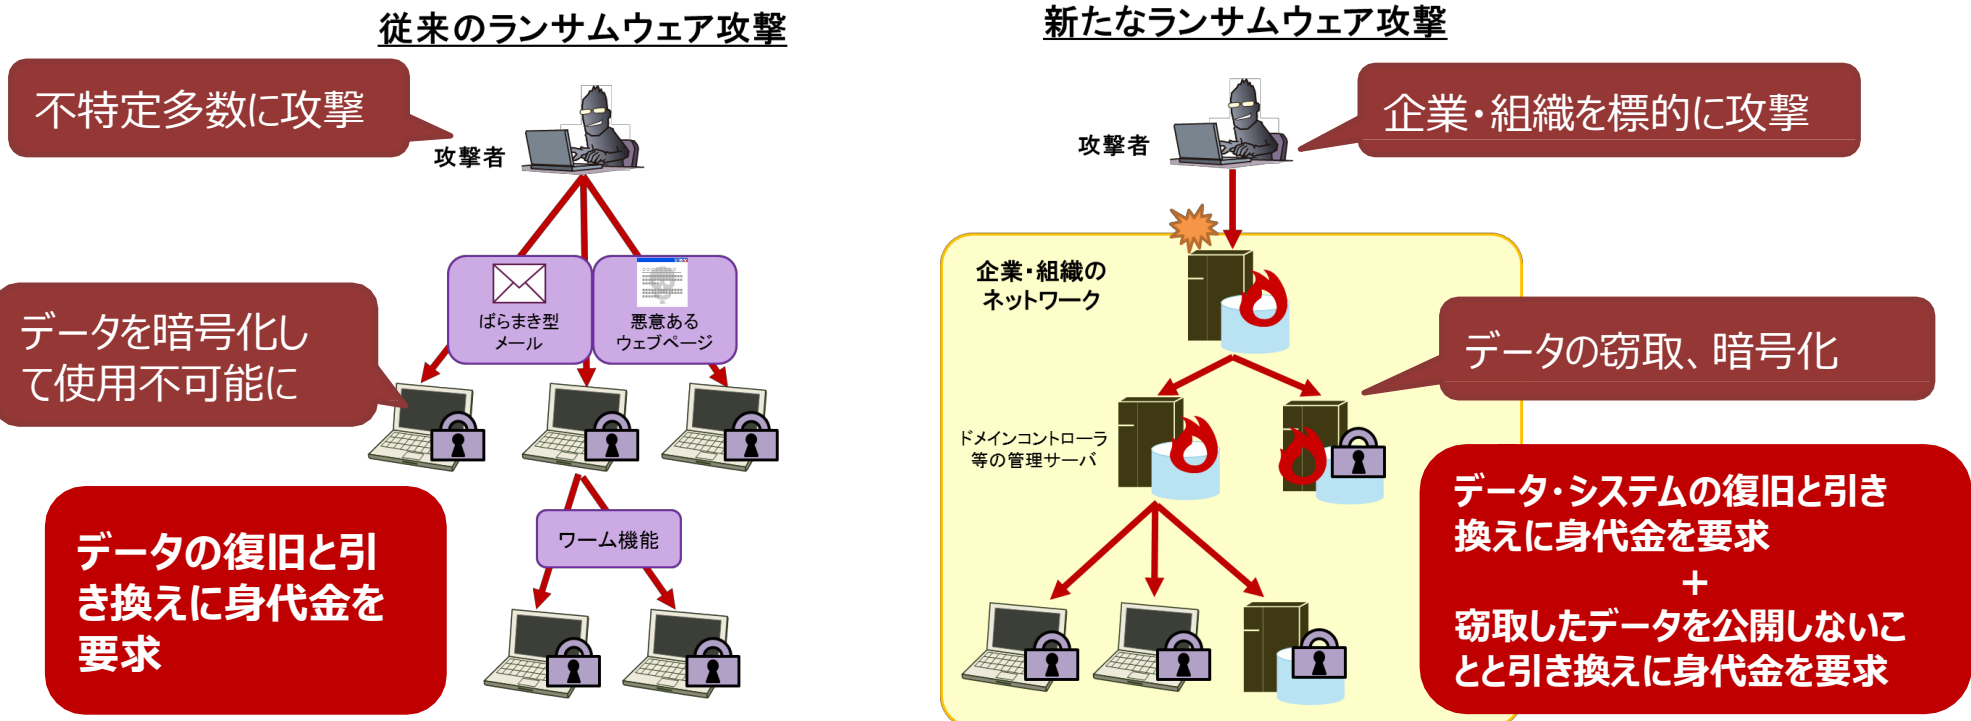 従来のランサムウェア攻撃
不特定多数に攻撃
攻撃者
ばらまき型
メール
悪意ある
ウェブページ
データを暗号化し
て使用不可能に
ワーム機能
データの復旧と引
き換えに身代金を
要求
新たなランサムウェア攻撃
企業・組織を標的に攻撃
攻撃者
企業・組織の
ネットワーク
データの窃取、暗号化
ドメインコントローラ
等の管理サーバ
データ・システムの復旧と引き
換えに身代金を要求
+
窃取したデータを公開しないこ
とと引き換えに身代金を要求